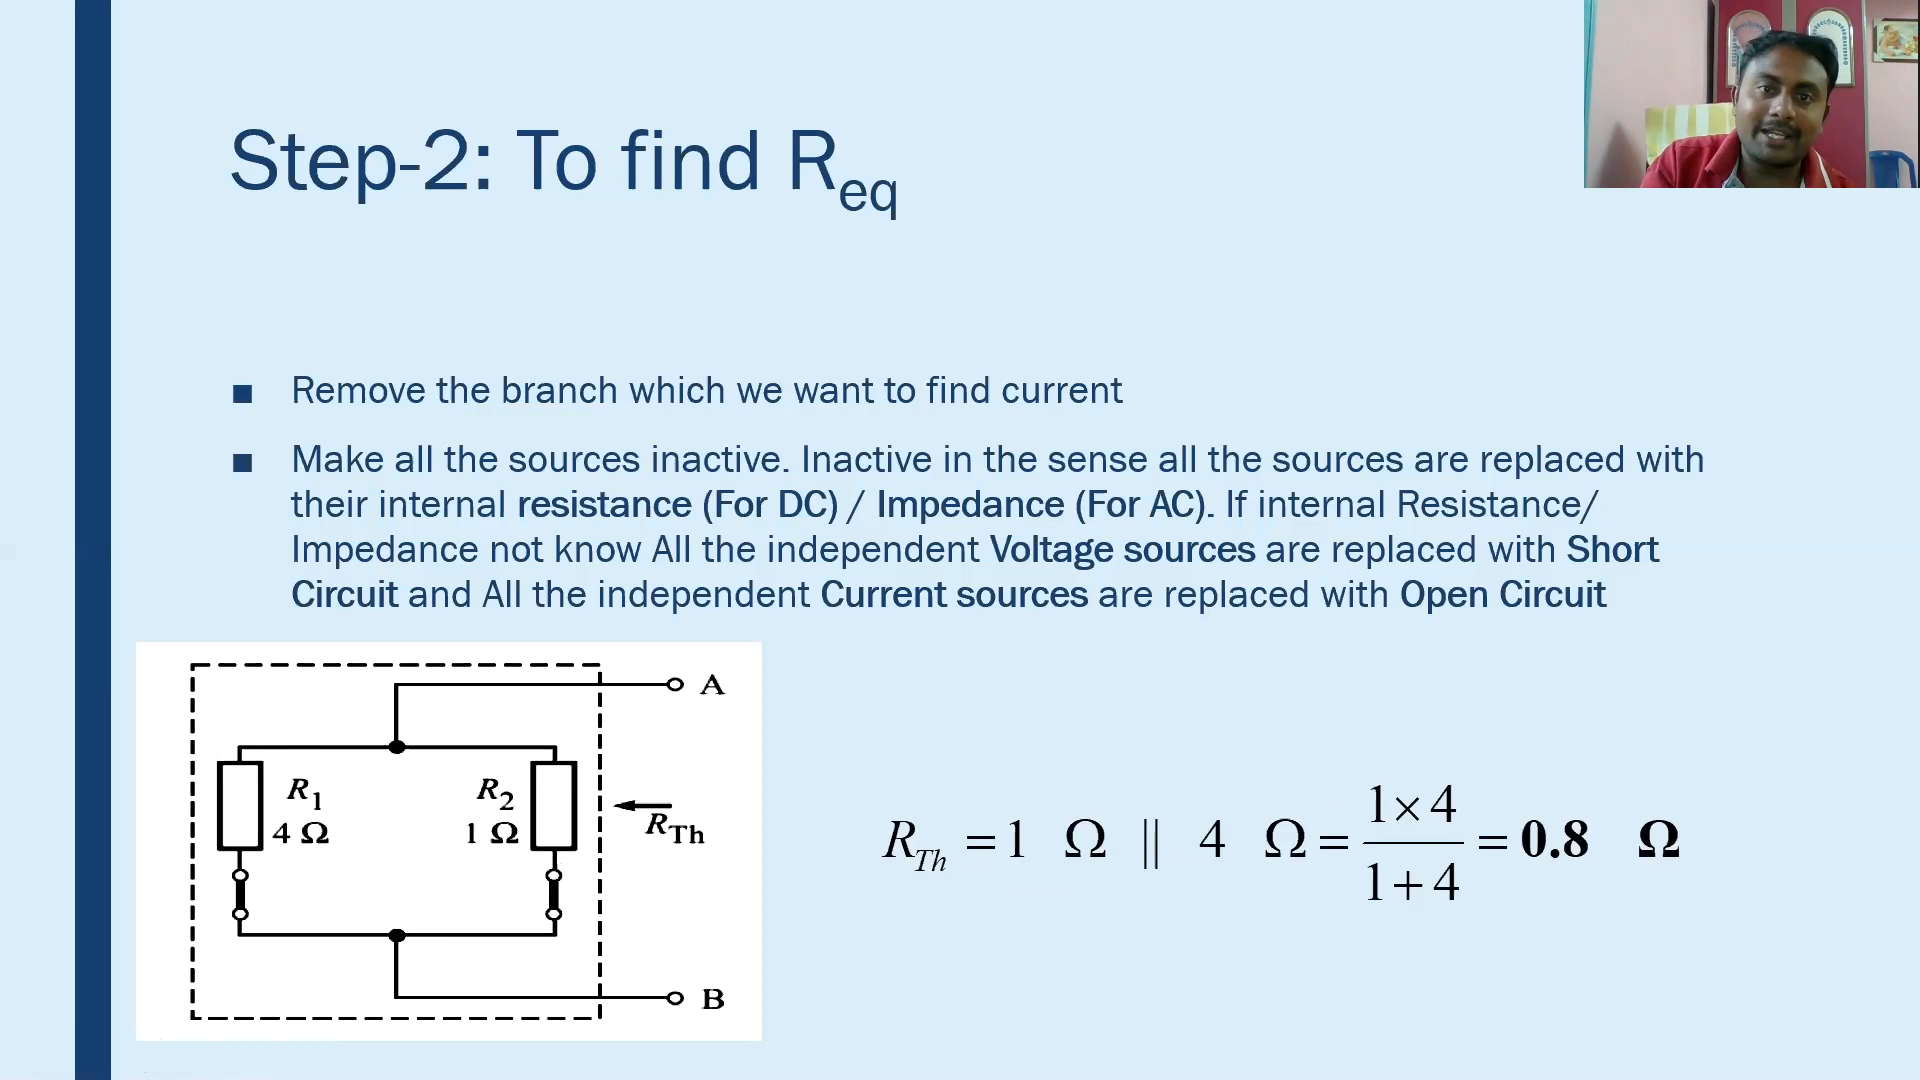 Step-2: To find Req
■ Remove the branch which we want to find current
■ Make all the sources inactive. Inactive in the sense all the sources are replaced with
their internal resistance (For DC) / Impedance (For AC). If internal Resistance/
Impedance not know All the independent Voltage sources are replaced with Short
Circuit and All the independent Current sources are replaced with Open Circuit
A
R1
4 Ω
R2
1 Ω
RTh
B
RTh = 1 Ω || 4 Ω = 1×4 / 1+4 = 0.8 Ω